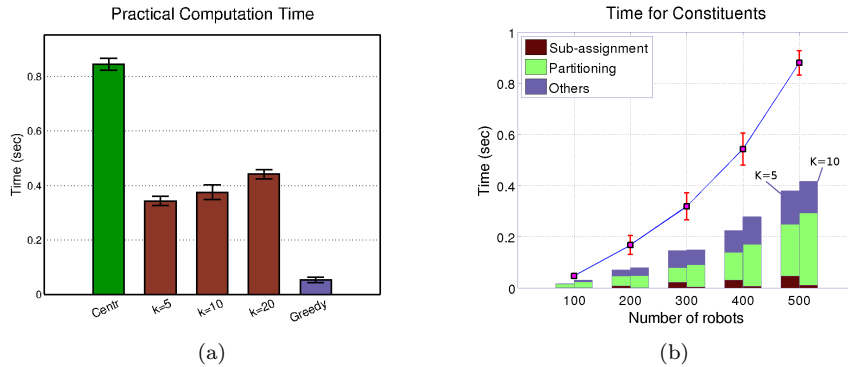 Practical Computation Time
Time (sec)
0.8
0.6
0.4
0.2
0
Centr
k=5
k=10
k=20
Greedy
(a)
Time for Constituents
Sub-assignment
Partitioning
Others
Time (sec)
1
0.8
0.6
0.4
0.2
0
K=5
K=10
100 200 300 400 500
Number of robots
(b)